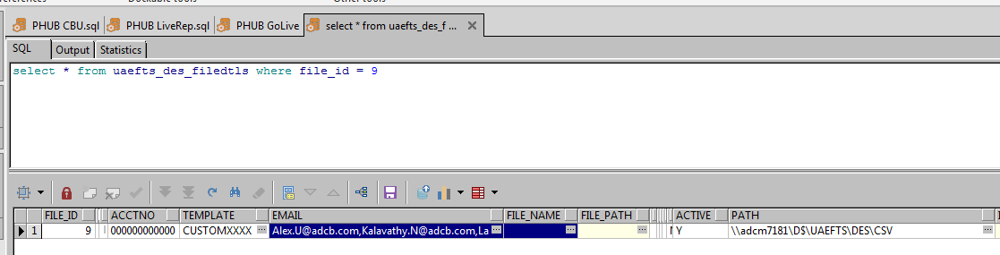 PHUB CBU.sql PHUB LiveRep.sql PHUB GoLive select * from uaefts_des_f ...
SQL Output Statistics
select * from uaefts_des_filedtls where file_id = 9
FILE_ID ACCTNO TEMPLATE EMAIL FILE_NAME FILE_PATH ACTIVE PATH
1 9 000000000000 CUSTOMXXXX ... Alex.U@adcb.com,Kalavathy.N@adcb.com,La ... ... ... Y \\adcm7181\D$\UAEFTS\DES\CSV ...